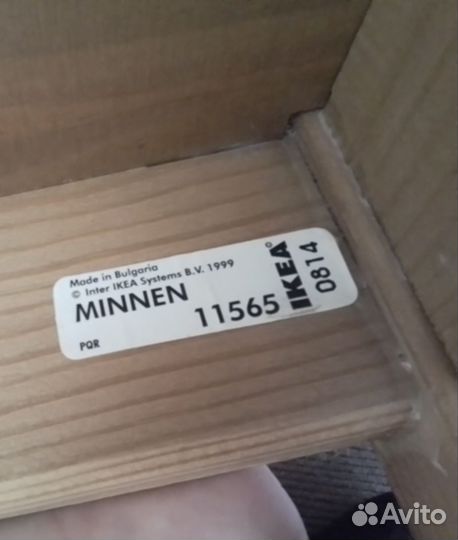 Made in Bulgaria
© Inter IKEA Systems B.V. 1999
MINNEN
11565
PQR
IKEA®
0814
Avito